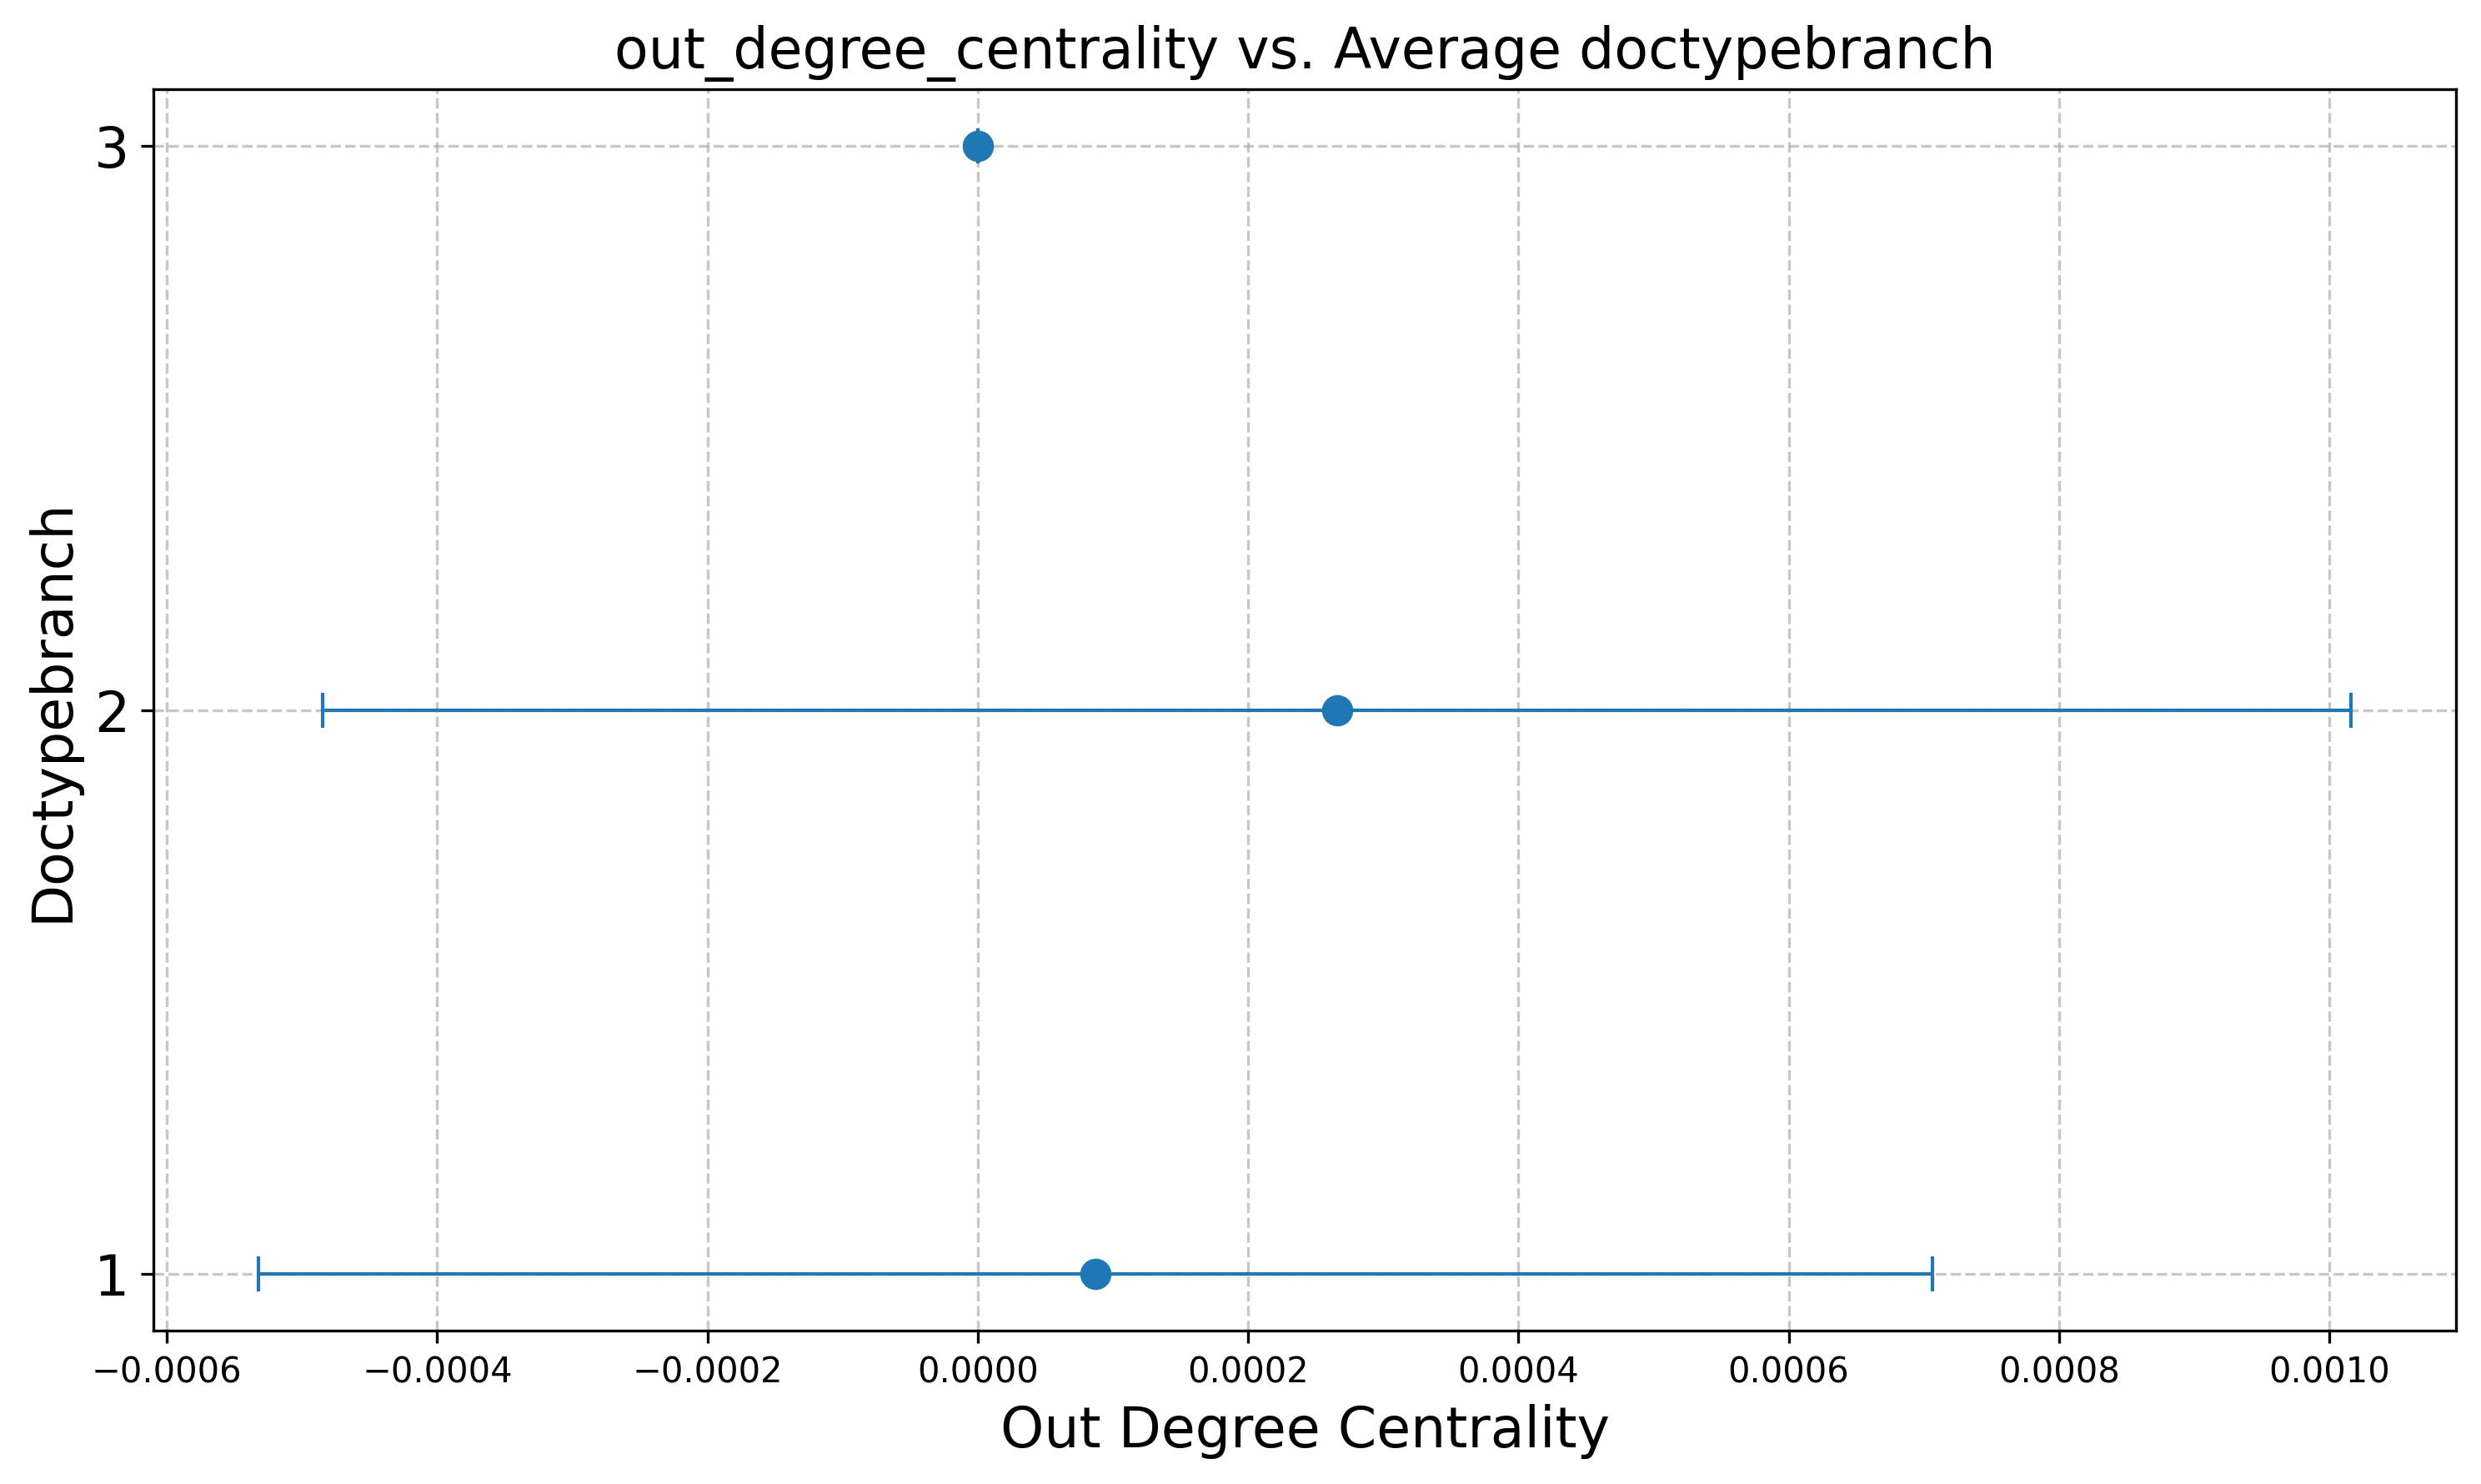 out_degree_centrality vs. Average doctypebranch
Doctypebranch
3
2
1
−0.0006 −0.0004 −0.0002 0.0000 0.0002 0.0004 0.0006 0.0008 0.0010
Out Degree Centrality